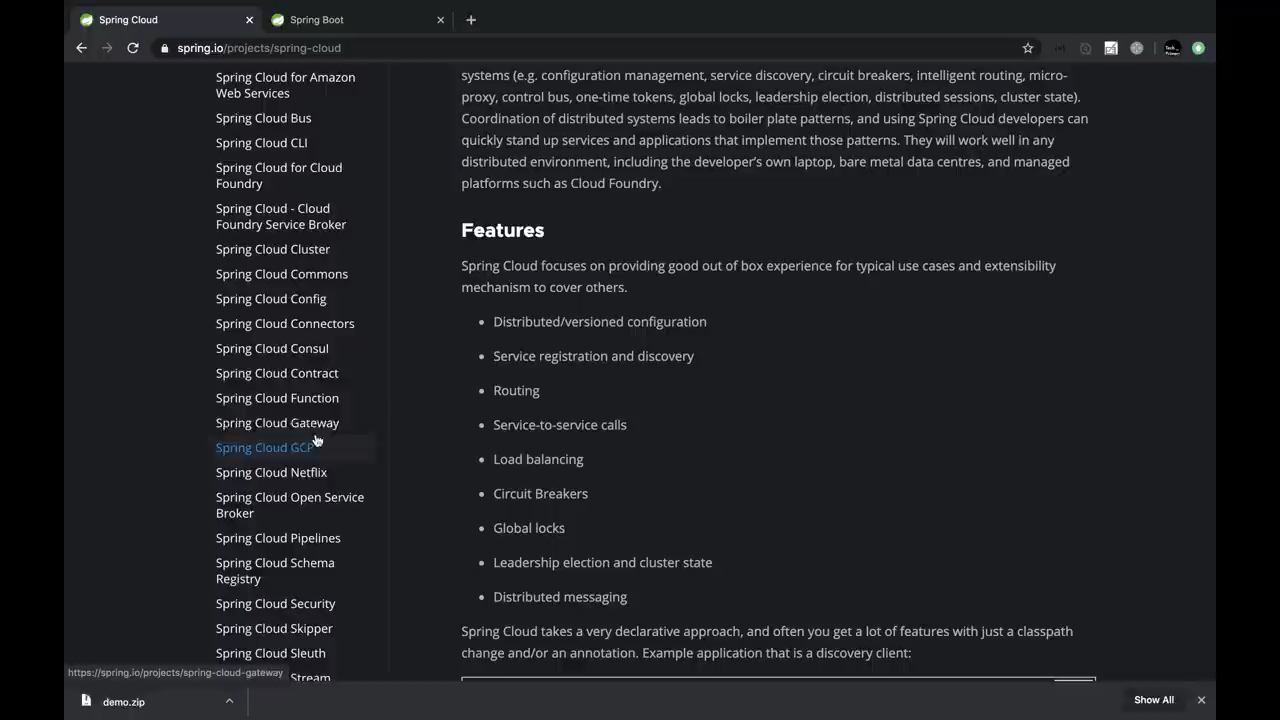 Spring Cloud
Spring Boot
spring.io/projects/spring-cloud
Spring Cloud for Amazon
Web Services
Spring Cloud Bus
Spring Cloud CLI
Spring Cloud for Cloud
Foundry
Spring Cloud - Cloud
Foundry Service Broker
Spring Cloud Cluster
Spring Cloud Commons
Spring Cloud Config
Spring Cloud Connectors
Spring Cloud Consul
Spring Cloud Contract
Spring Cloud Function
Spring Cloud Gateway
Spring Cloud GCP
Spring Cloud Netflix
Spring Cloud Open Service
Broker
Spring Cloud Pipelines
Spring Cloud Schema
Registry
Spring Cloud Security
Spring Cloud Skipper
Spring Cloud Sleuth
Stream
systems (e.g. configuration management, service discovery, circuit breakers, intelligent routing, micro-
proxy, control bus, one-time tokens, global locks, leadership election, distributed sessions, cluster state).
Coordination of distributed systems leads to boiler plate patterns, and using Spring Cloud developers can
quickly stand up services and applications that implement those patterns. They will work well in any
distributed environment, including the developer's own laptop, bare metal data centres, and managed
platforms such as Cloud Foundry.
Features
Spring Cloud focuses on providing good out of box experience for typical use cases and extensibility
mechanism to cover others.
• Distributed/versioned configuration
• Service registration and discovery
• Routing
• Service-to-service calls
• Load balancing
• Circuit Breakers
• Global locks
• Leadership election and cluster state
• Distributed messaging
Spring Cloud takes a very declarative approach, and often you get a lot of features with just a classpath
change and/or an annotation. Example application that is a discovery client:
https://spring.io/projects/spring-cloud-gateway
demo.zip
Show All